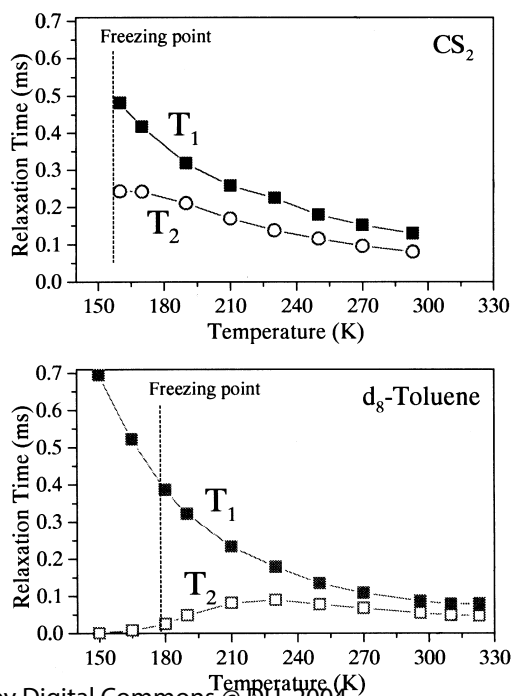 0.7
Freezing point
CS2
0.6
0.5
T1
0.4
0.3
0.2
T2
0.1
0.0
150 180 210 240 270 300 330
Relaxation Time (ms)
Temperature (K)
0.7
Freezing point
d8-Toluene
0.6
0.5
0.4
T1
0.3
0.2
T2
0.1
0.0
150 180 210 240 270 300 330
Relaxation Time (ms)
Temperature (K)